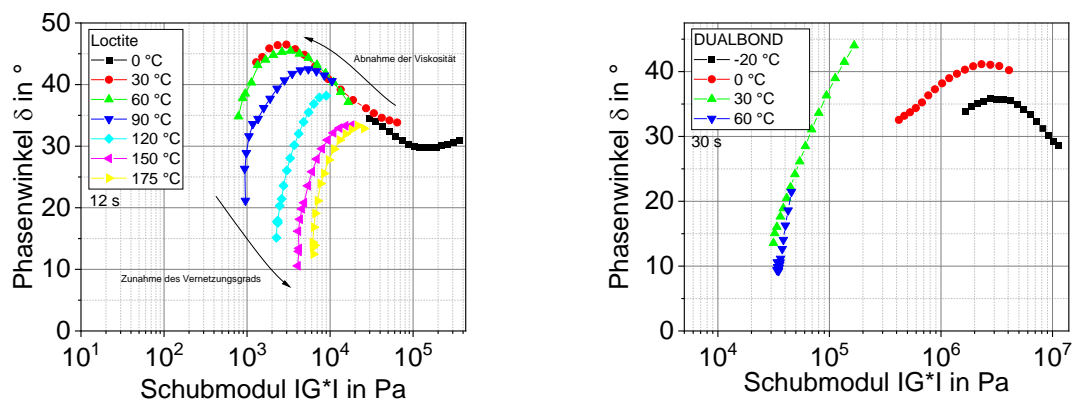 50
40
30
20
10
0
Phasenwinkel δ in °
Loctite
0 °C
30 °C
60 °C
90 °C
120 °C
150 °C
175 °C
12 s
Abnahme der Viskosität
Zunahme des Vernetzungsgrads
10¹ 10² 10³ 10⁴ 10⁵
Schubmodul IG*I in Pa
40
30
20
10
0
Phasenwinkel δ in °
DUALBOND
-20 °C
0 °C
30 °C
60 °C
30 s
10⁴ 10⁵ 10⁶ 10⁷
Schubmodul IG*I in Pa